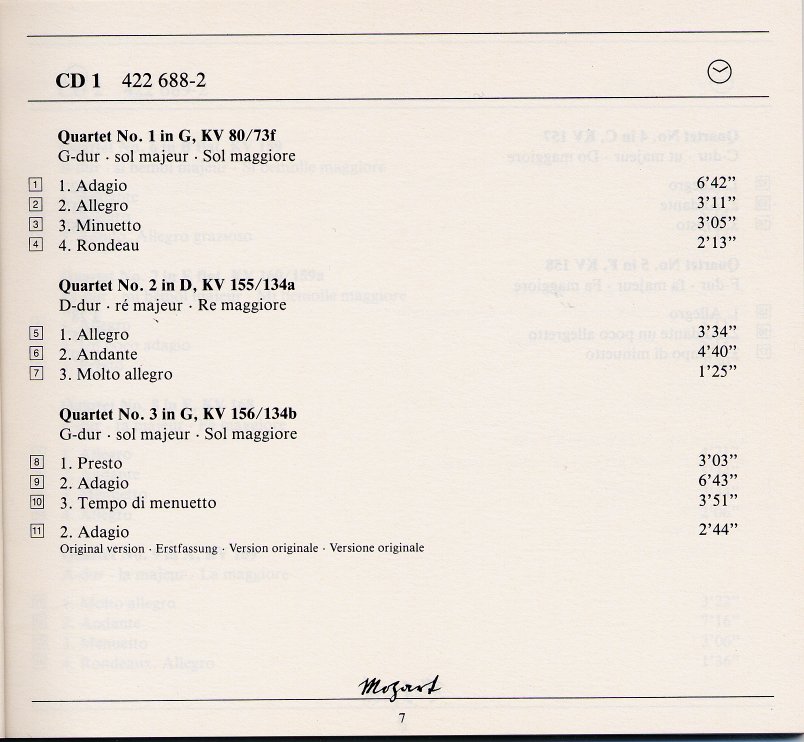 CD 1 422 688-2
Quartet No. 1 in G, KV 80/73f
G-dur · sol majeur · Sol maggiore
1 1. Adagio 6’42”
2 2. Allegro 3’11”
3 3. Minuetto 3’05”
4 4. Rondeau 2’13”
Quartet No. 2 in D, KV 155/134a
D-dur · ré majeur · Re maggiore
5 1. Allegro 3’34”
6 2. Andante 4’40”
7 3. Molto allegro 1’25”
Quartet No. 3 in G, KV 156/134b
G-dur · sol majeur · Sol maggiore
8 1. Presto 3’03”
9 2. Adagio 6’43”
10 3. Tempo di menuetto 3’51”
11 2. Adagio 2’44”
Original version · Erstfassung · Version originale · Versione originale
Mozart
7